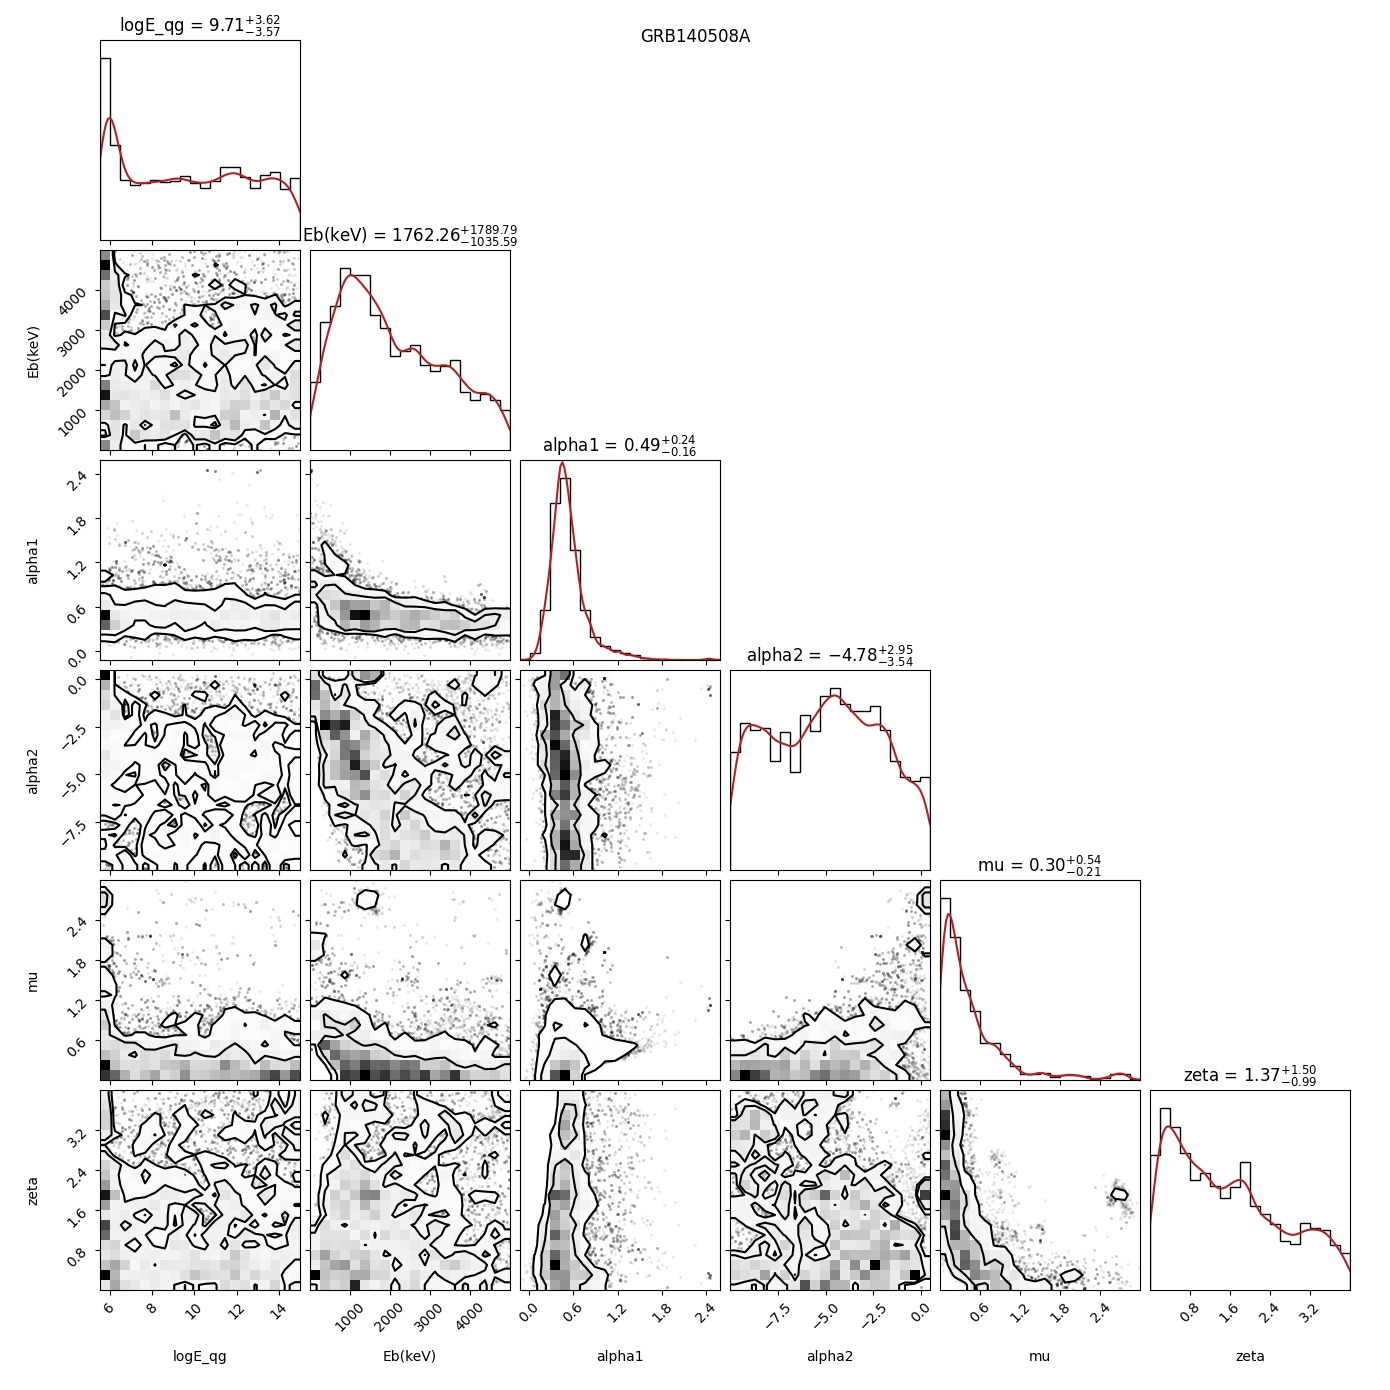 GRB140508A
logE_qg = 9.71 +3.62 −3.57
Eb(keV) = 1762.26 +1789.79 −1035.59
Eb(keV)
4000
3000
2000
1000
alpha1 = 0.49 +0.24 −0.16
alpha1
2.4
1.8
1.2
0.6
0.0
alpha2 = −4.78 +2.95 −3.54
alpha2
0.0
−2.5
−5.0
−7.5
mu = 0.30 +0.54 −0.21
mu
2.4
1.8
1.2
0.6
zeta = 1.37 +1.50 −0.99
zeta
3.2
2.4
1.6
0.8
6 8 10 12 14
1000 2000 3000 4000
0.0 0.6 1.2 1.8 2.4
−7.5 −5.0 −2.5 0.0
0.6 1.2 1.8 2.4
0.8 1.6 2.4 3.2
logE_qg Eb(keV) alpha1 alpha2 mu zeta